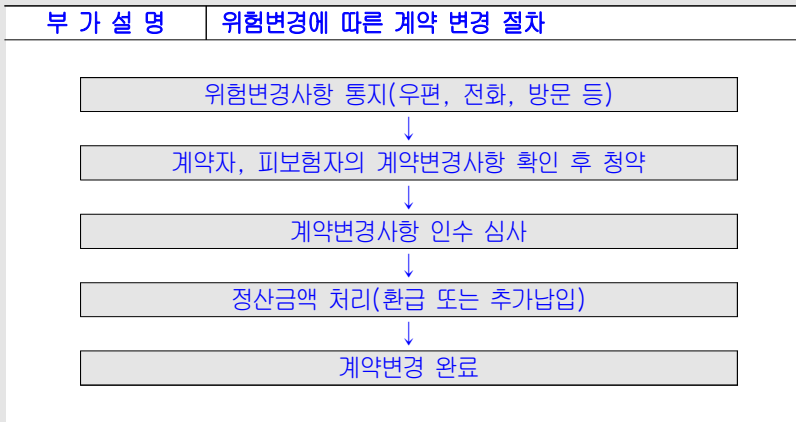 부 가 설 명 위험변경에 따른 계약 변경 절차
위험변경사항 통지(우편, 전화, 방문 등)
↓
계약자, 피보험자의 계약변경사항 확인 후 청약
↓
계약변경사항 인수 심사
↓
정산금액 처리(환급 또는 추가납입)
↓
계약변경 완료